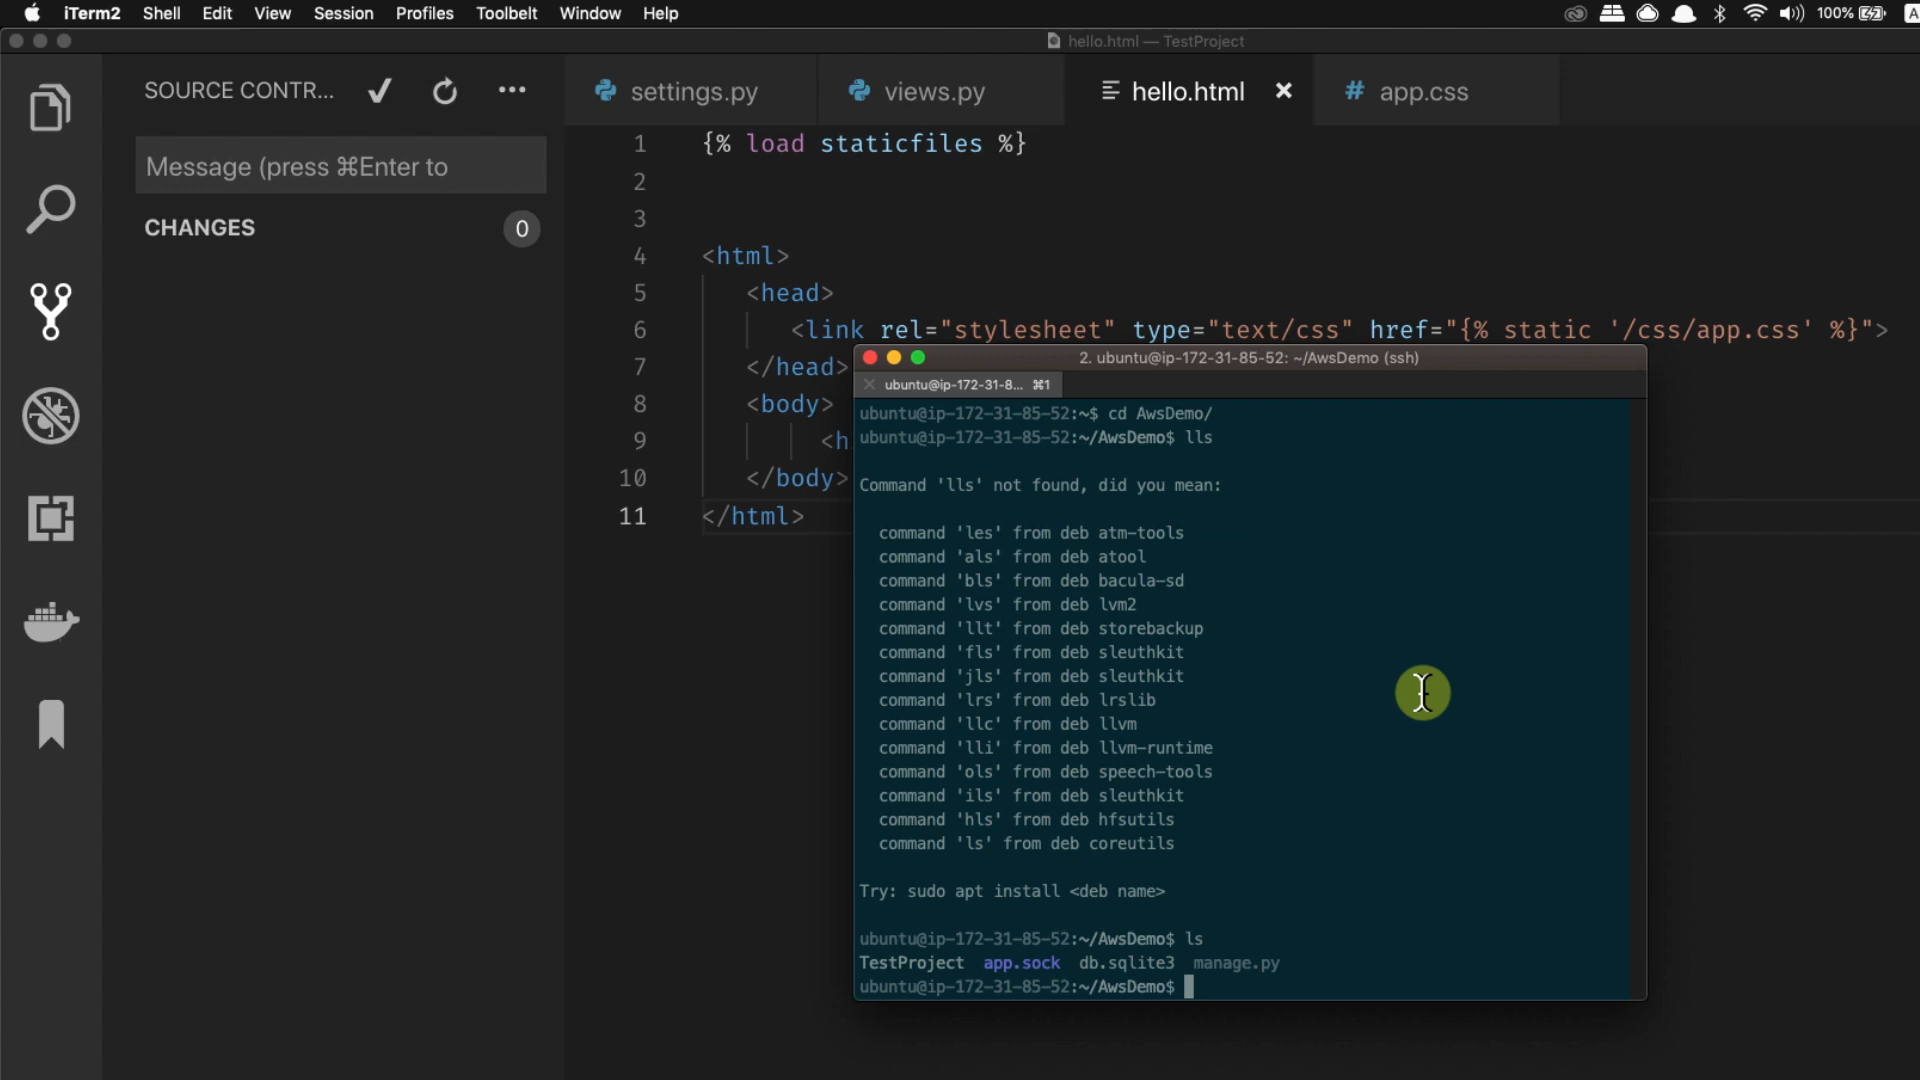 iTerm2 Shell Edit View Session Profiles Toolbelt Window Help 100%
hello.html — TestProject
SOURCE CONTR...
Message (press ⌘Enter to
CHANGES 0
settings.py views.py hello.html app.css
1 {% load staticfiles %}
2
3
4 <html>
5 <head>
6 <link rel="stylesheet" type="text/css" href="{% static '/css/app.css' %}">
7 </head>
8 <body>
9 <h
10 </body>
11 </html>
2. ubuntu@ip-172-31-85-52: ~/AwsDemo (ssh)
ubuntu@ip-172-31-8... ⌘1
ubuntu@ip-172-31-85-52:~$ cd AwsDemo/
ubuntu@ip-172-31-85-52:~/AwsDemo$ lls
Command 'lls' not found, did you mean:
command 'les' from deb atm-tools
command 'als' from deb atool
command 'bls' from deb bacula-sd
command 'lvs' from deb lvm2
command 'llt' from deb storebackup
command 'fls' from deb sleuthkit
command 'jls' from deb sleuthkit
command 'lrs' from deb lrslib
command 'llc' from deb llvm
command 'lli' from deb llvm-runtime
command 'ols' from deb speech-tools
command 'ils' from deb sleuthkit
command 'hls' from deb hfsutils
command 'ls' from deb coreutils
Try: sudo apt install <deb name>
ubuntu@ip-172-31-85-52:~/AwsDemo$ ls
TestProject app.sock db.sqlite3 manage.py
ubuntu@ip-172-31-85-52:~/AwsDemo$